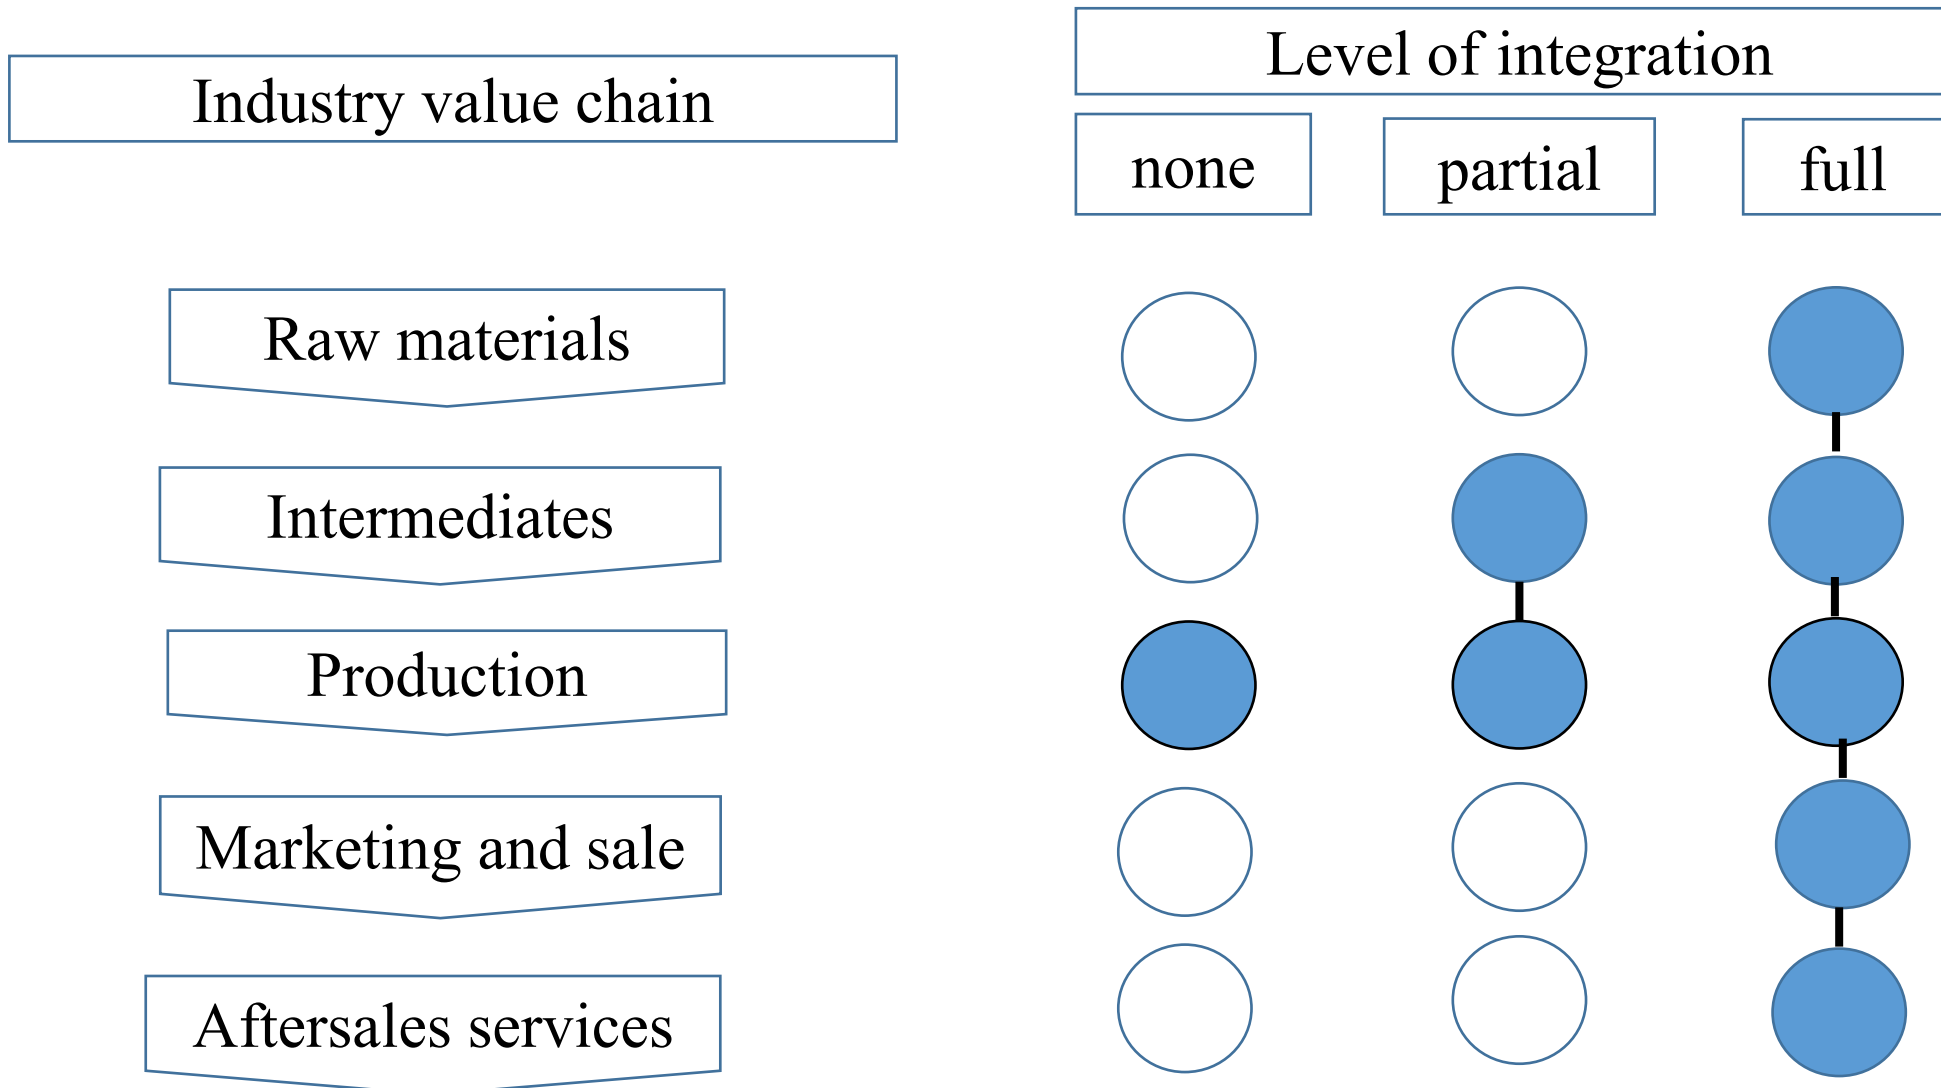 Industry value chain
Level of integration
none
partial
full
Raw materials
Intermediates
Production
Marketing and sale
Aftersales services